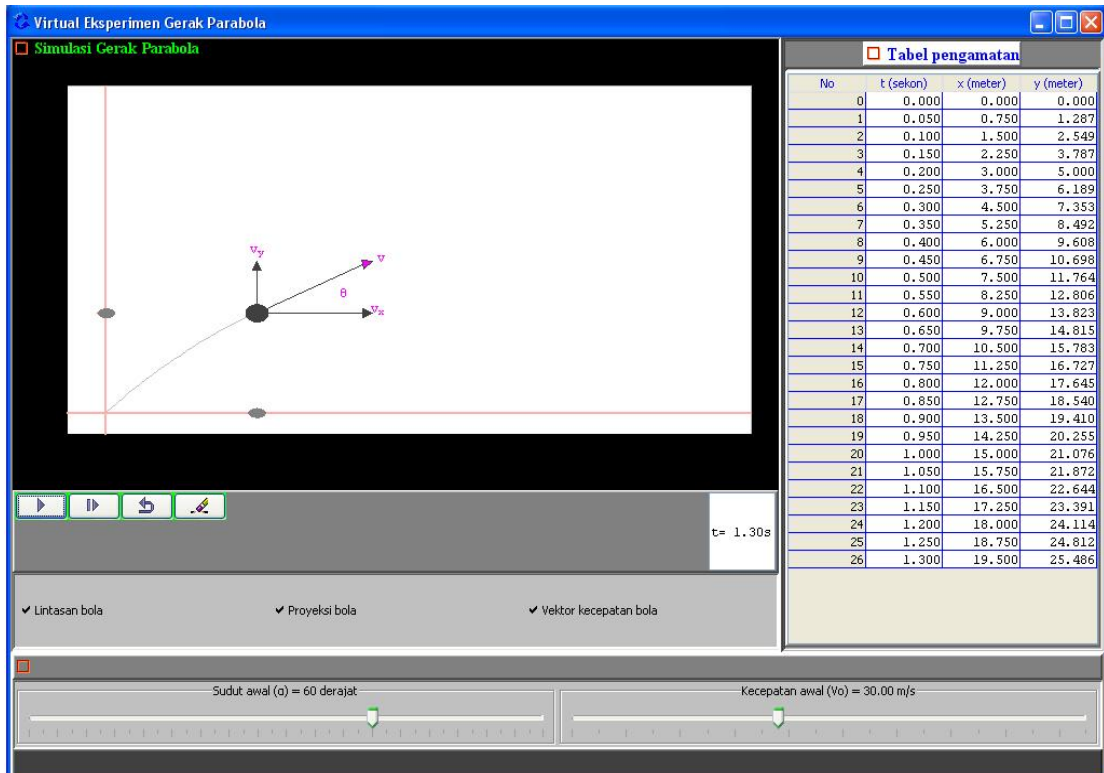 Virtual Eksperimen Gerak Parabola
Simulasi Gerak Parabola
Tabel pengamatan
No t (sekon) x (meter) y (meter)
0 0.000 0.000 0.000
1 0.050 0.750 1.287
2 0.100 1.500 2.549
3 0.150 2.250 3.787
4 0.200 3.000 5.000
5 0.250 3.750 6.189
6 0.300 4.500 7.353
7 0.350 5.250 8.492
8 0.400 6.000 9.608
9 0.450 6.750 10.698
10 0.500 7.500 11.764
11 0.550 8.250 12.806
12 0.600 9.000 13.823
13 0.650 9.750 14.815
14 0.700 10.500 15.783
15 0.750 11.250 16.727
16 0.800 12.000 17.645
17 0.850 12.750 18.540
18 0.900 13.500 19.410
19 0.950 14.250 20.255
20 1.000 15.000 21.076
21 1.050 15.750 21.872
22 1.100 16.500 22.644
23 1.150 17.250 23.391
24 1.200 18.000 24.114
25 1.250 18.750 24.812
26 1.300 19.500 25.486
vy
v
θ
vx
t= 1.30s
Lintasan bola
Proyeksi bola
Vektor kecepatan bola
Sudut awal (α) = 60 derajat
Kecepatan awal (Vo) = 30.00 m/s